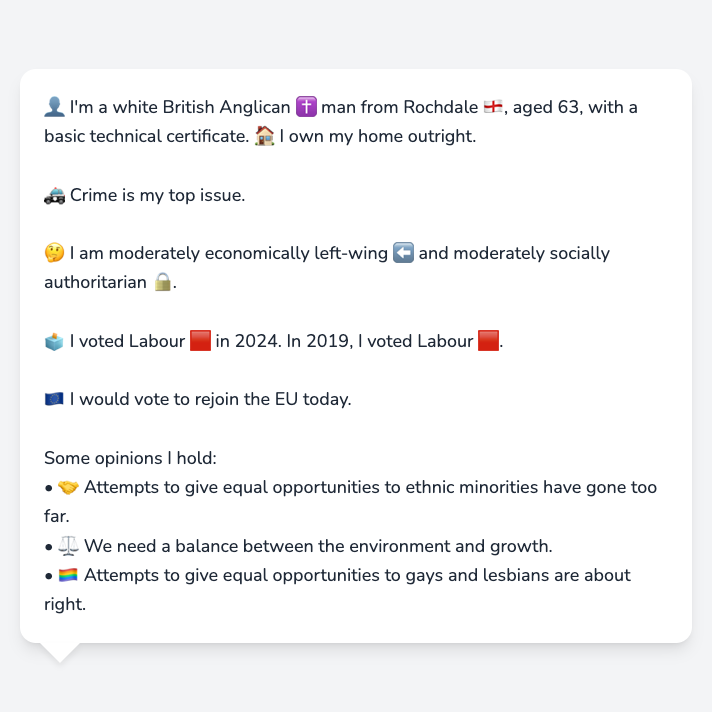 👤 I'm a white British Anglican ✝️ man from Rochdale 🏴󠁧󠁢󠁥󠁮󠁧󠁿, aged 63, with a
basic technical certificate. 🏠 I own my home outright.
🚓 Crime is my top issue.
🤔 I am moderately economically left-wing ⬅️ and moderately socially
authoritarian 🔒.
🗳️ I voted Labour 🟥 in 2024. In 2019, I voted Labour 🟥.
🇪🇺 I would vote to rejoin the EU today.
Some opinions I hold:
• 🤝 Attempts to give equal opportunities to ethnic minorities have gone too
far.
• ⚖️ We need a balance between the environment and growth.
• 🏳️‍🌈 Attempts to give equal opportunities to gays and lesbians are about
right.